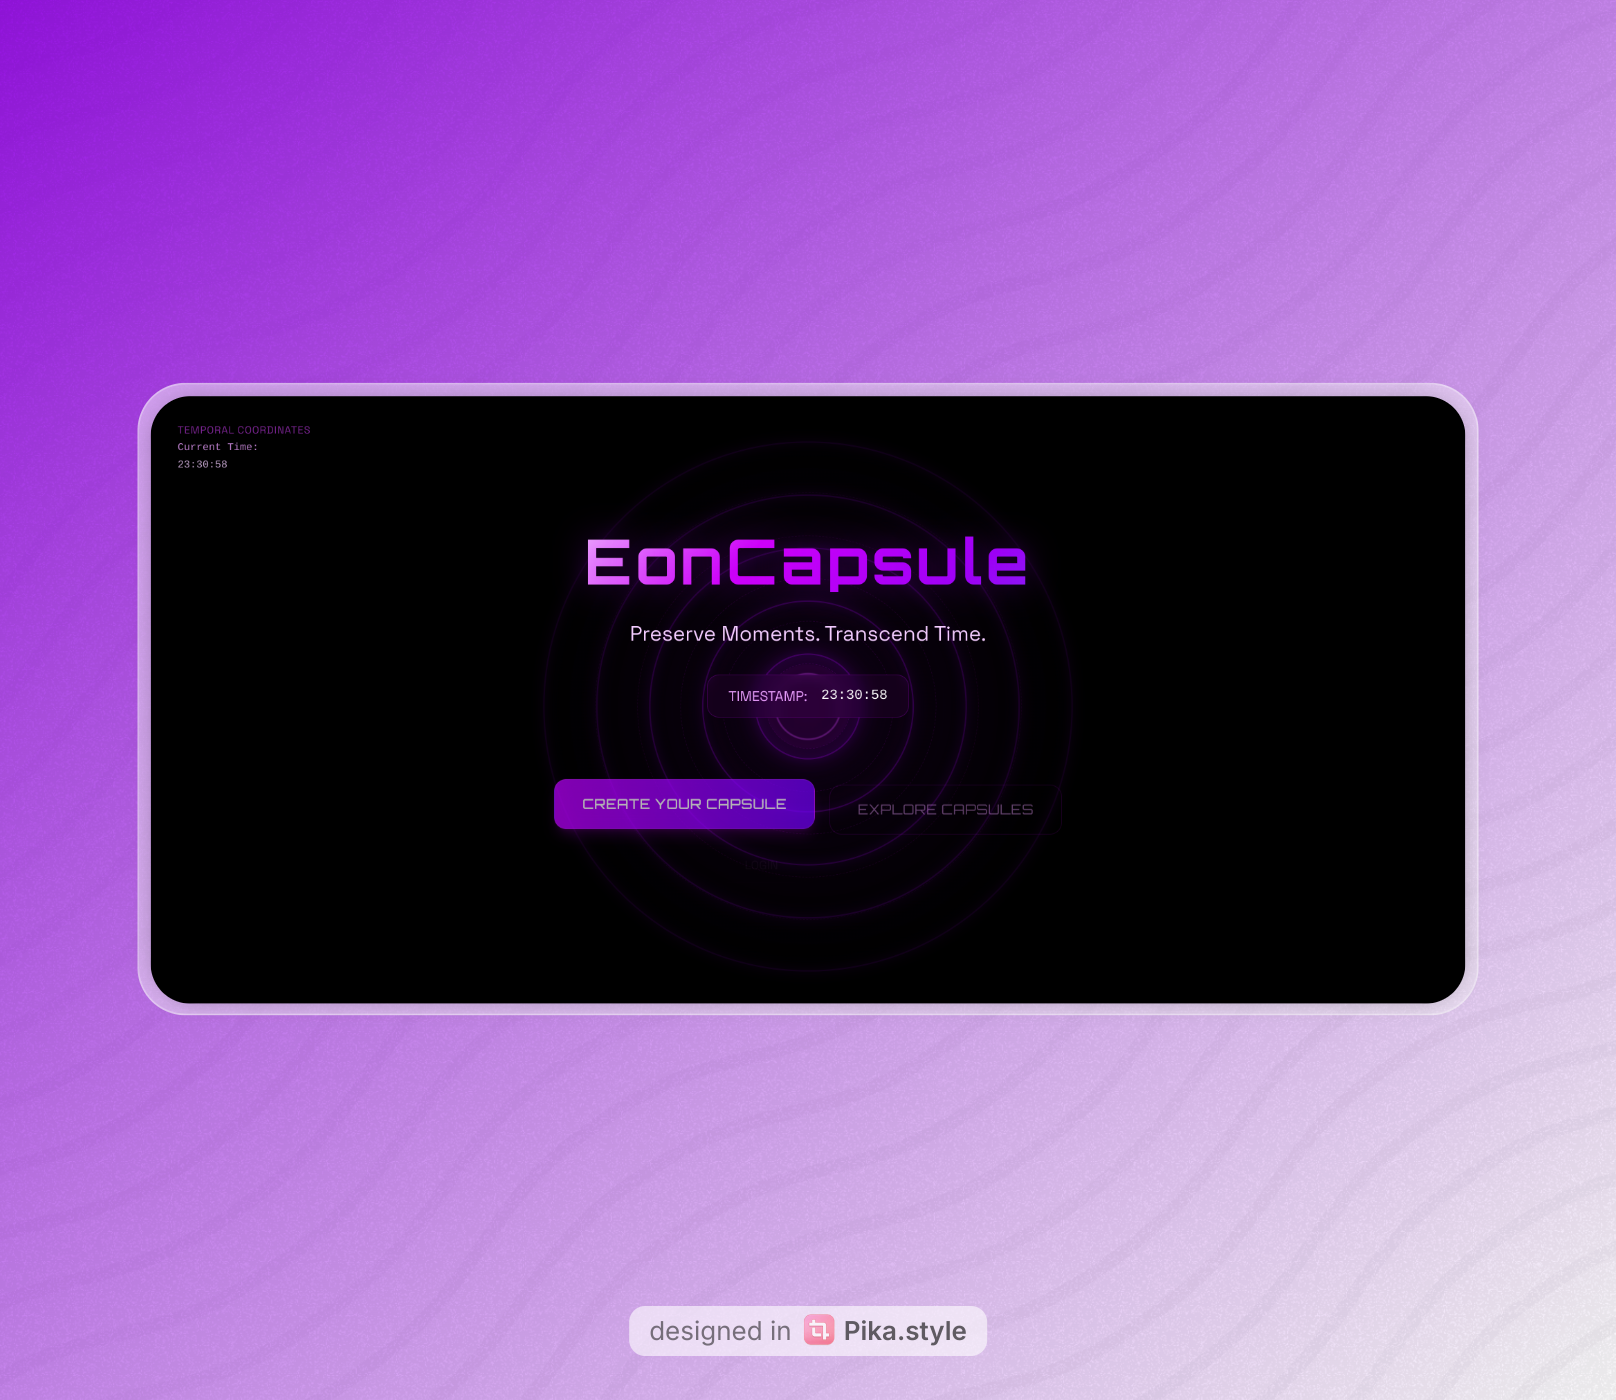 TEMPORAL COORDINATES
Current Time:
23:30:58
EonCapsule
Preserve Moments. Transcend Time.
TIMESTAMP: 23:30:58
CREATE YOUR CAPSULE
EXPLORE CAPSULES
designed in Pika.style